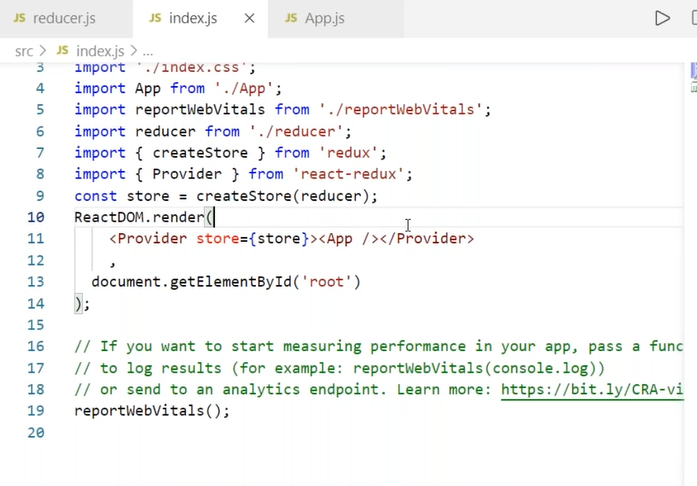 JS reducer.js JS index.js × JS App.js
src > JS index.js > ...
3 import './index.css';
4 import App from './App';
5 import reportWebVitals from './reportWebVitals';
6 import reducer from './reducer';
7 import { createStore } from 'redux';
8 import { Provider } from 'react-redux';
9 const store = createStore(reducer);
10 ReactDOM.render(
11 <Provider store={store}><App /></Provider>
12 ,
13 document.getElementById('root')
14 );
15
16 // If you want to start measuring performance in your app, pass a func
17 // to log results (for example: reportWebVitals(console.log))
18 // or send to an analytics endpoint. Learn more: https://bit.ly/CRA-vi
19 reportWebVitals();
20